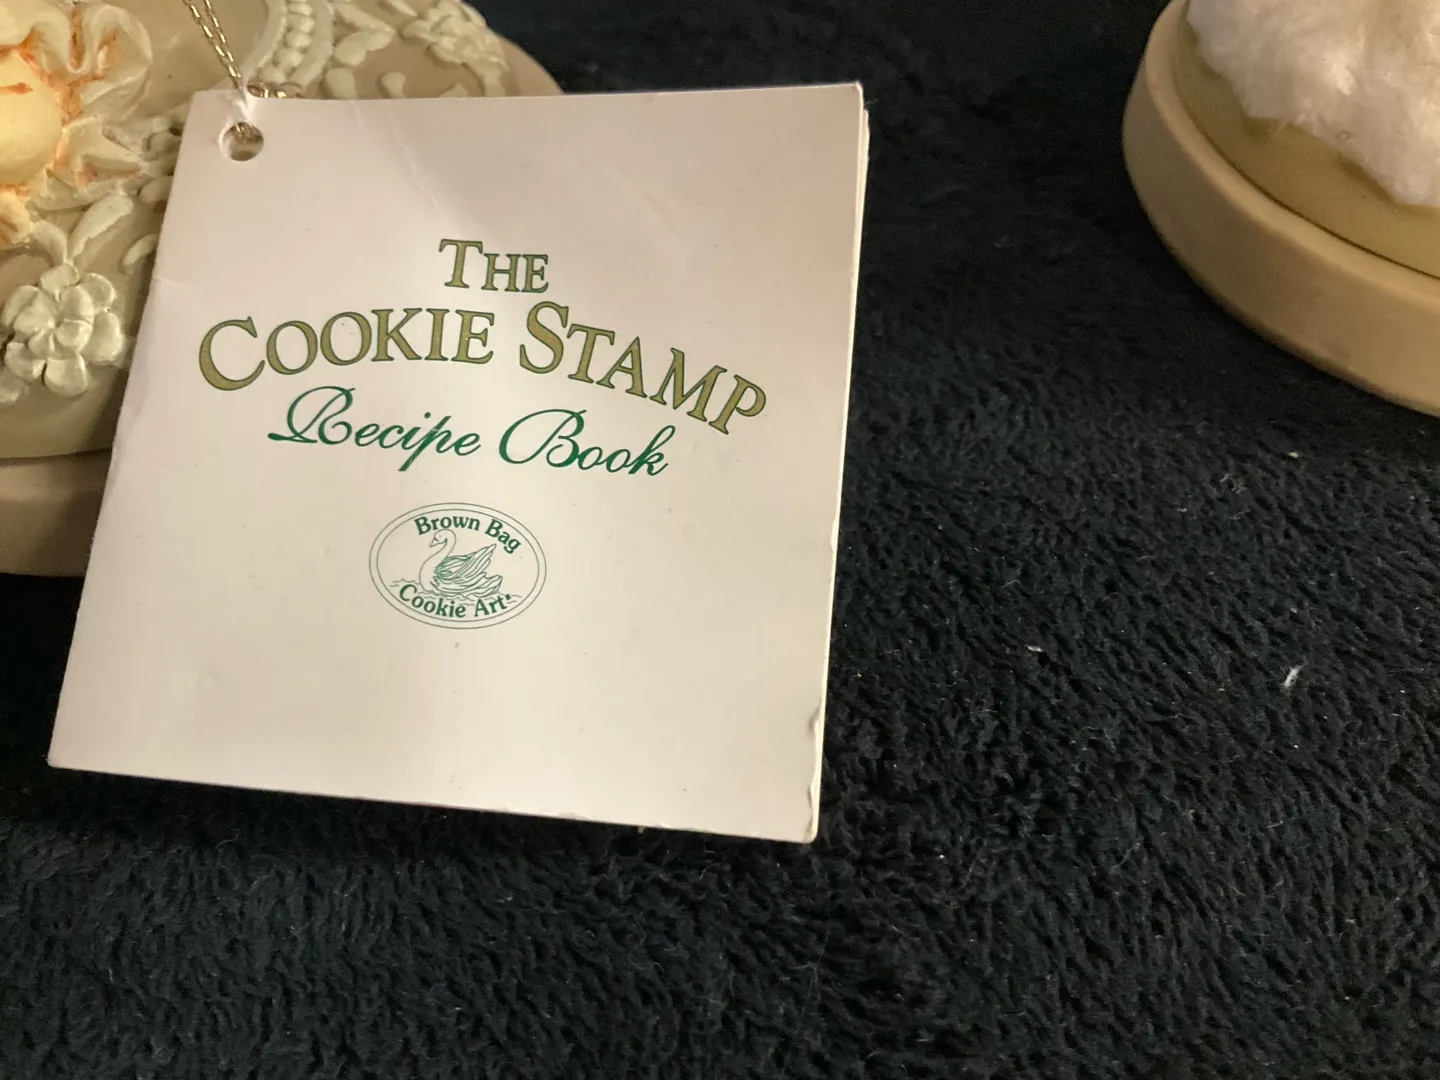 THE
COOKIE STAMP
Recipe Book
Brown Bag
Cookie Art